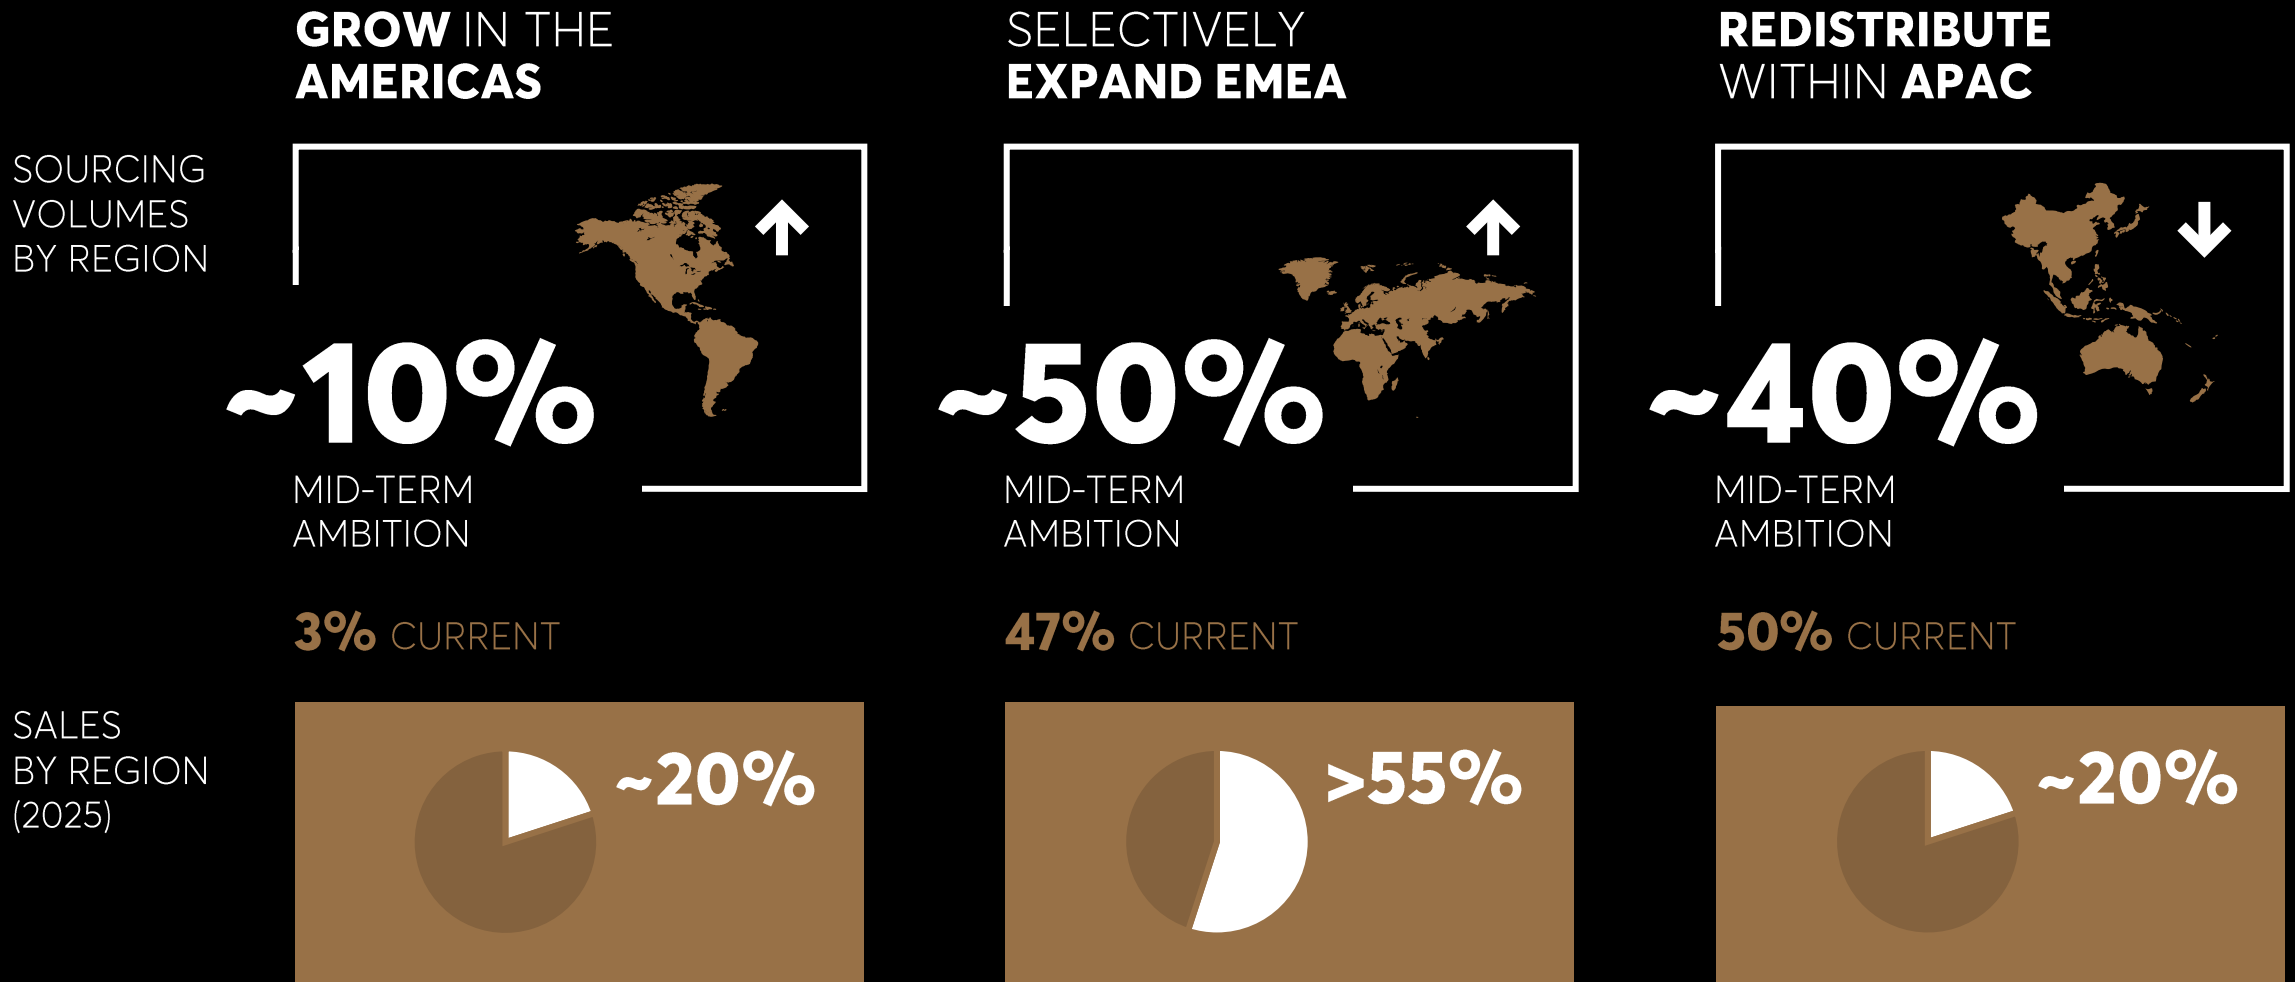 GROW IN THE
AMERICAS
SELECTIVELY
EXPAND EMEA
REDISTRIBUTE
WITHIN APAC
SOURCING
VOLUMES
BY REGION
~10%
MID-TERM
AMBITION
3% CURRENT
~50%
MID-TERM
AMBITION
47% CURRENT
~40%
MID-TERM
AMBITION
50% CURRENT
SALES
BY REGION
(2025)
~20%
>55%
~20%